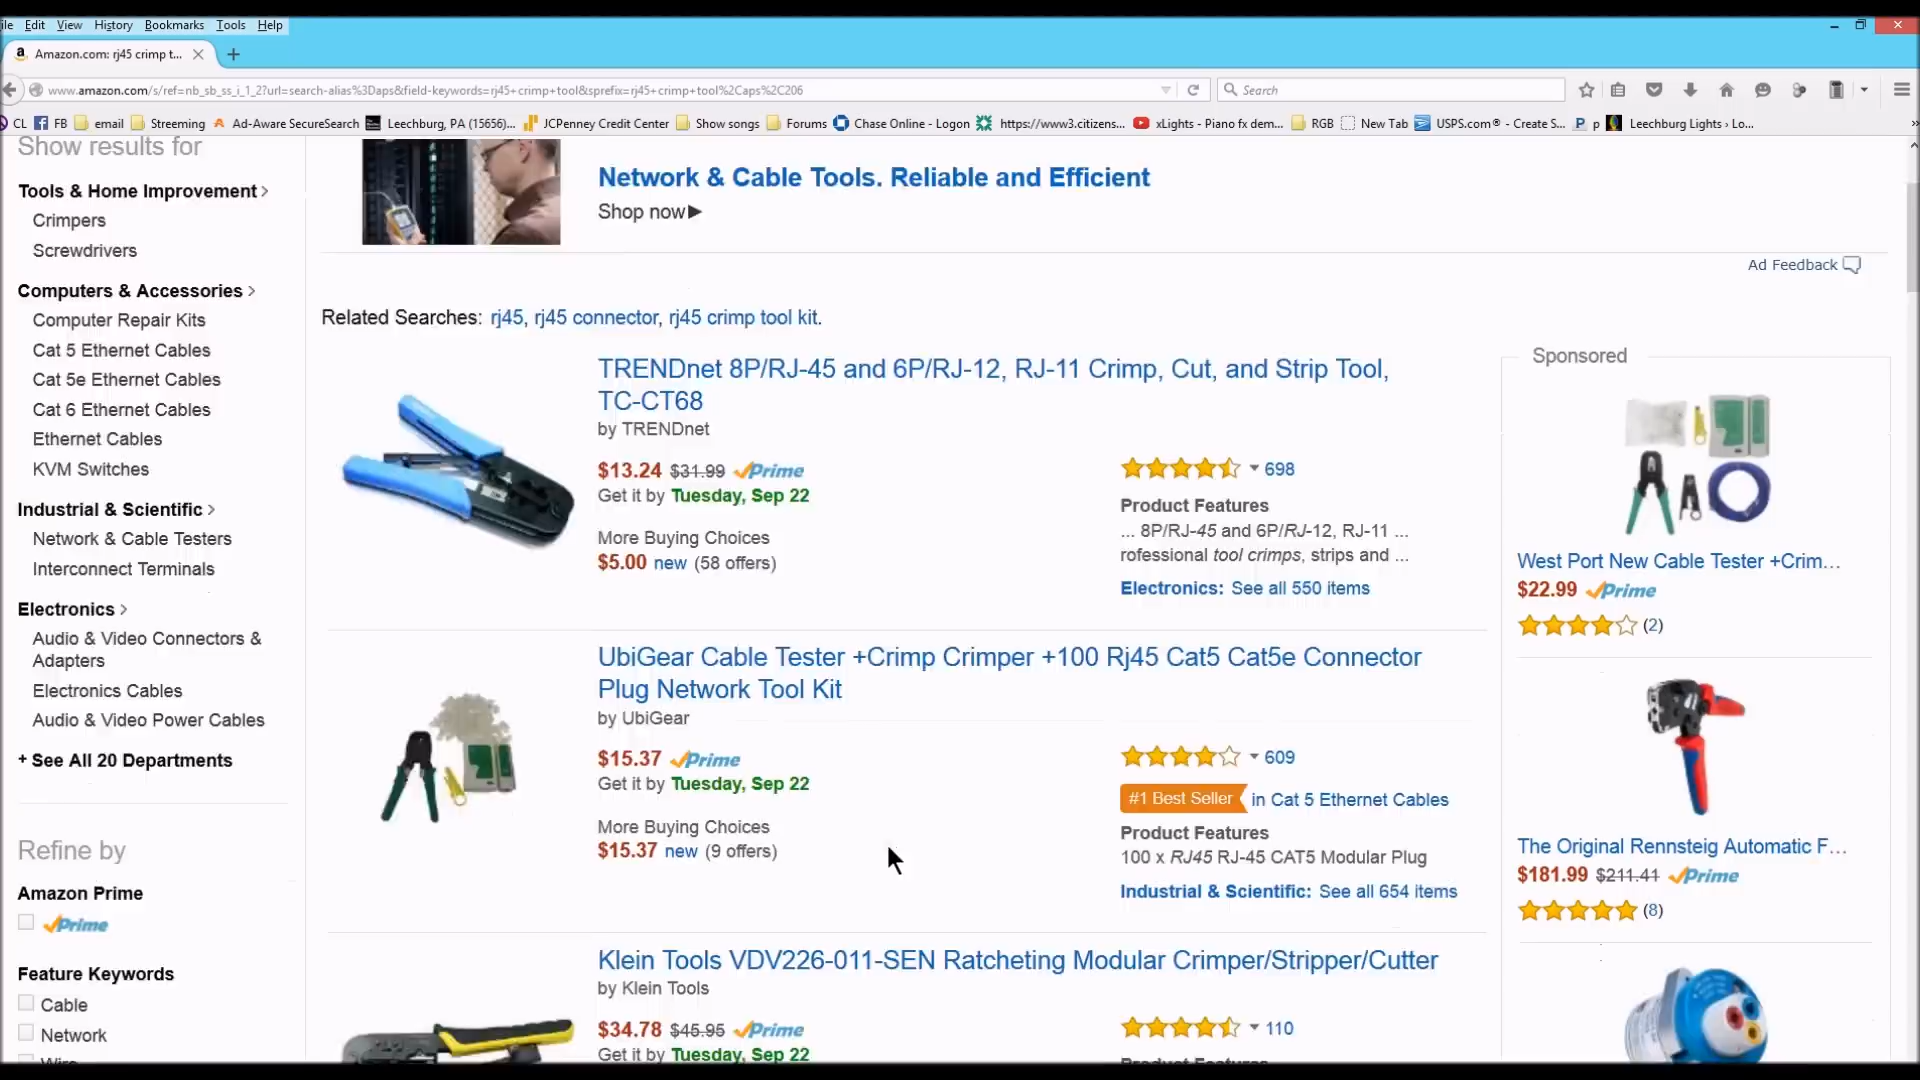 Edit View History Bookmarks Tools Help
Amazon.com: rj45 crimp t...
www.amazon.com/s/ref=nb_sb_ss_i_1_2?url=search-alias%3Daps&field-keywords=rj45+crimp+tool&sprefix=rj45+crimp+tool%2Caps%2C206
Search
CL FB email Streeming Ad-Aware SecureSearch Leechburg, PA (15656)... JCPenney Credit Center Show songs Forums Chase Online - Logon https://www3.citizens... xLights - Piano fx dem... RGB New Tab USPS.com® - Create S... p Leechburg Lights › Lo...
Show results for
Tools & Home Improvement
Crimpers
Screwdrivers
Computers & Accessories
Computer Repair Kits
Cat 5 Ethernet Cables
Cat 5e Ethernet Cables
Cat 6 Ethernet Cables
Ethernet Cables
KVM Switches
Industrial & Scientific
Network & Cable Testers
Interconnect Terminals
Electronics
Audio & Video Connectors &
Adapters
Electronics Cables
Audio & Video Power Cables
+ See All 20 Departments
Refine by
Amazon Prime
Prime
Feature Keywords
Cable
Network
Network & Cable Tools. Reliable and Efficient
Shop now
Ad Feedback
Related Searches: rj45, rj45 connector, rj45 crimp tool kit.
TRENDnet 8P/RJ-45 and 6P/RJ-12, RJ-11 Crimp, Cut, and Strip Tool,
TC-CT68
by TRENDnet
$13.24 $31.99 Prime
Get it by Tuesday, Sep 22
More Buying Choices
$5.00 new (58 offers)
698
Product Features
... 8P/RJ-45 and 6P/RJ-12, RJ-11 ...
rofessional tool crimps, strips and ...
Electronics: See all 550 items
UbiGear Cable Tester +Crimp Crimper +100 Rj45 Cat5 Cat5e Connector
Plug Network Tool Kit
by UbiGear
$15.37 Prime
Get it by Tuesday, Sep 22
More Buying Choices
$15.37 new (9 offers)
609
#1 Best Seller in Cat 5 Ethernet Cables
Product Features
100 x RJ45 RJ-45 CAT5 Modular Plug
Industrial & Scientific: See all 654 items
Klein Tools VDV226-011-SEN Ratcheting Modular Crimper/Stripper/Cutter
by Klein Tools
$34.78 $45.95 Prime
Get it by Tuesday, Sep 22
110
Product Features
Sponsored
West Port New Cable Tester +Crim...
$22.99 Prime
(2)
The Original Rennsteig Automatic F...
$181.99 $211.41 Prime
(8)